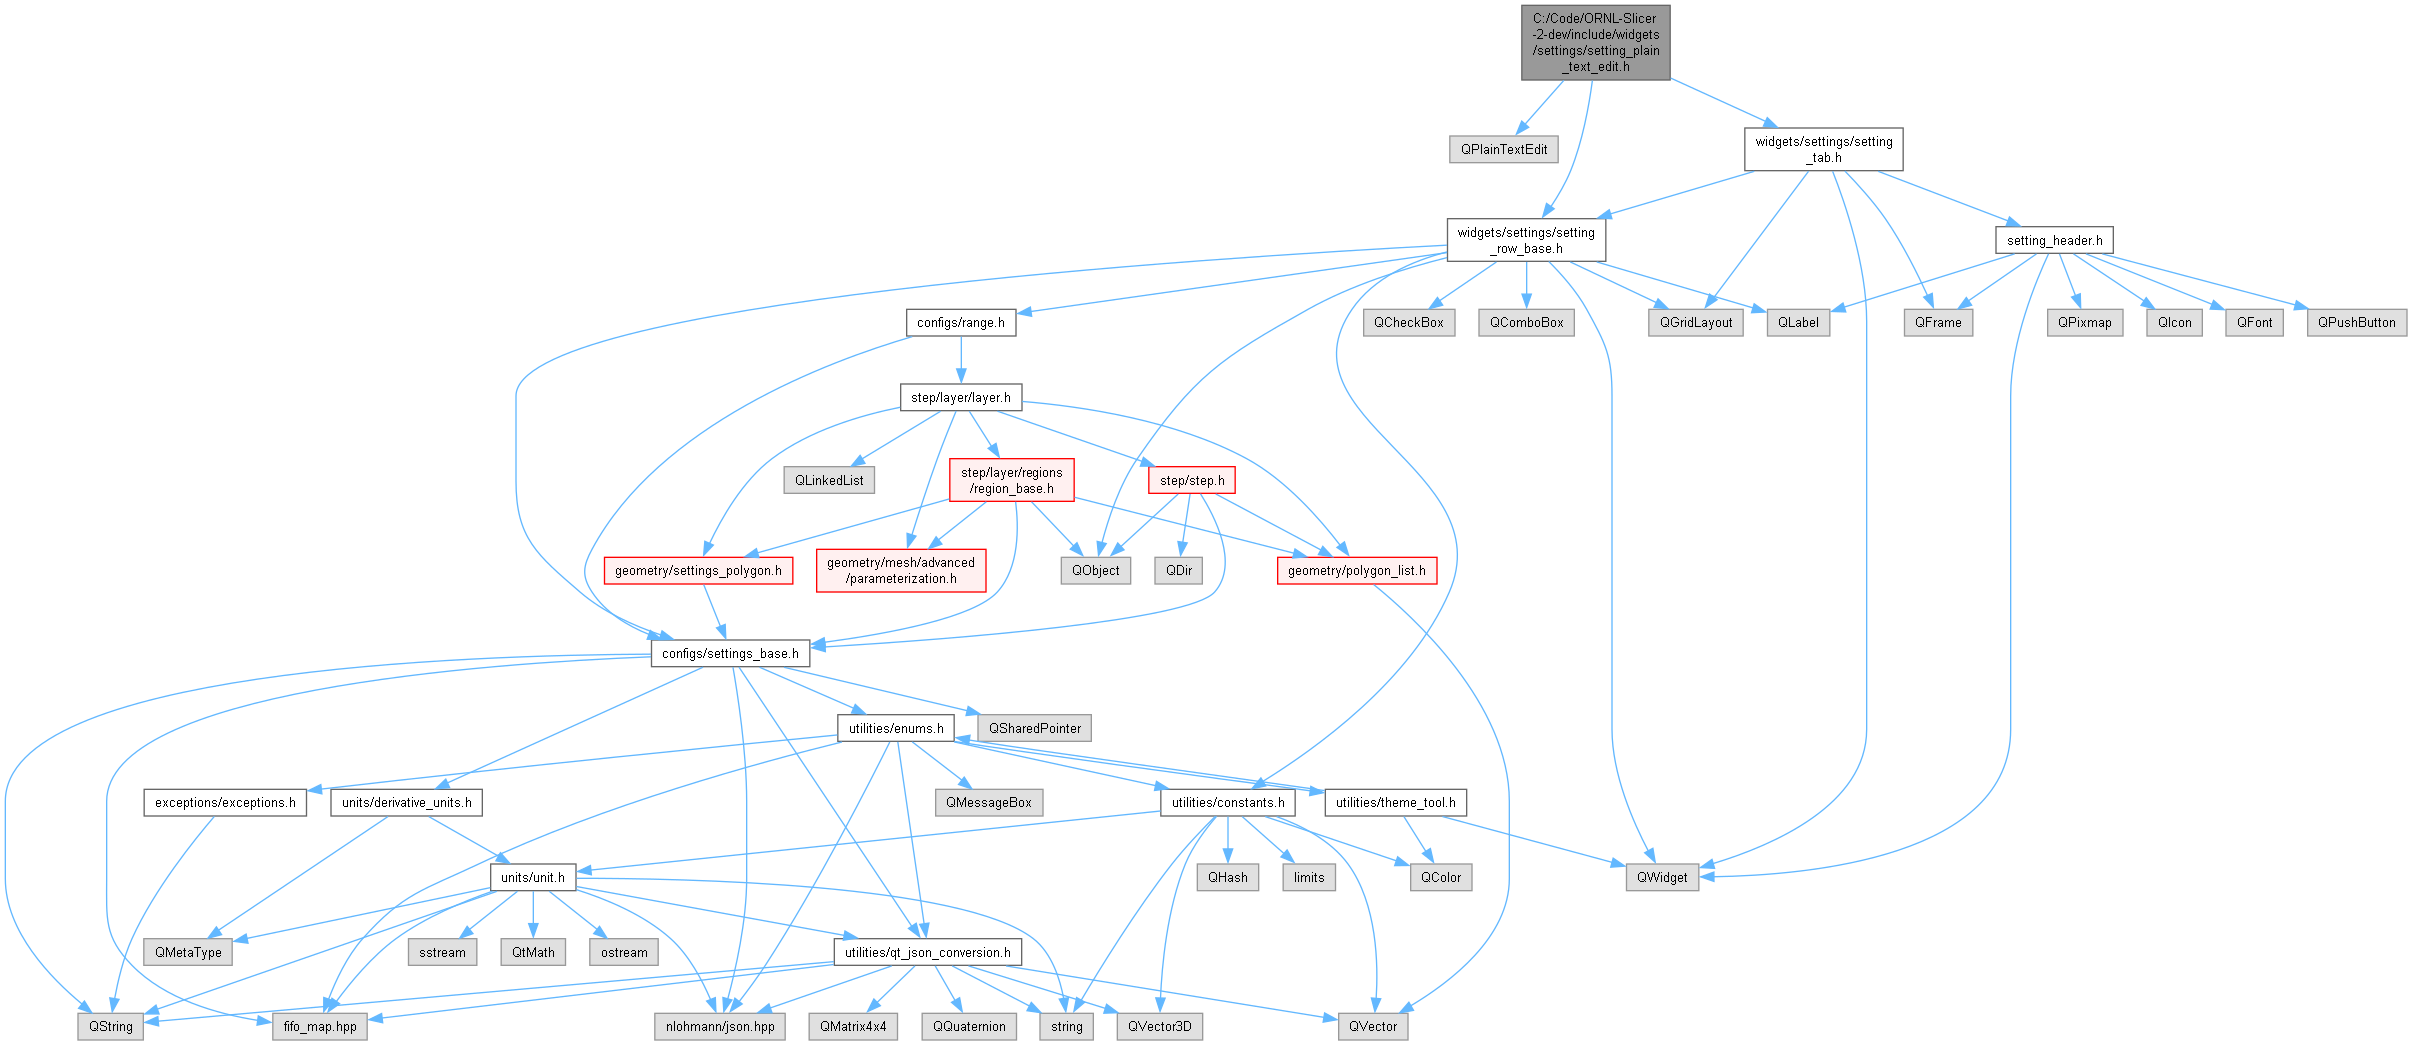 C:/Code/ORNL-Slicer
-2-dev/include/widgets
/settings/setting_plain
_text_edit.h
QPlainTextEdit
widgets/settings/setting
_tab.h
widgets/settings/setting
_row_base.h
setting_header.h
configs/range.h
QCheckBox
QComboBox
QGridLayout
QLabel
QFrame
QPixmap
QIcon
QFont
QPushButton
step/layer/layer.h
QLinkedList
step/layer/regions
/region_base.h
step/step.h
geometry/settings_polygon.h
geometry/mesh/advanced
/parameterization.h
QObject
QDir
geometry/polygon_list.h
configs/settings_base.h
utilities/enums.h
QSharedPointer
exceptions/exceptions.h
units/derivative_units.h
QMessageBox
utilities/constants.h
utilities/theme_tool.h
units/unit.h
QHash
limits
QColor
QWidget
QMetaType
sstream
QtMath
ostream
utilities/qt_json_conversion.h
QString
fifo_map.hpp
nlohmann/json.hpp
QMatrix4x4
QQuaternion
string
QVector3D
QVector